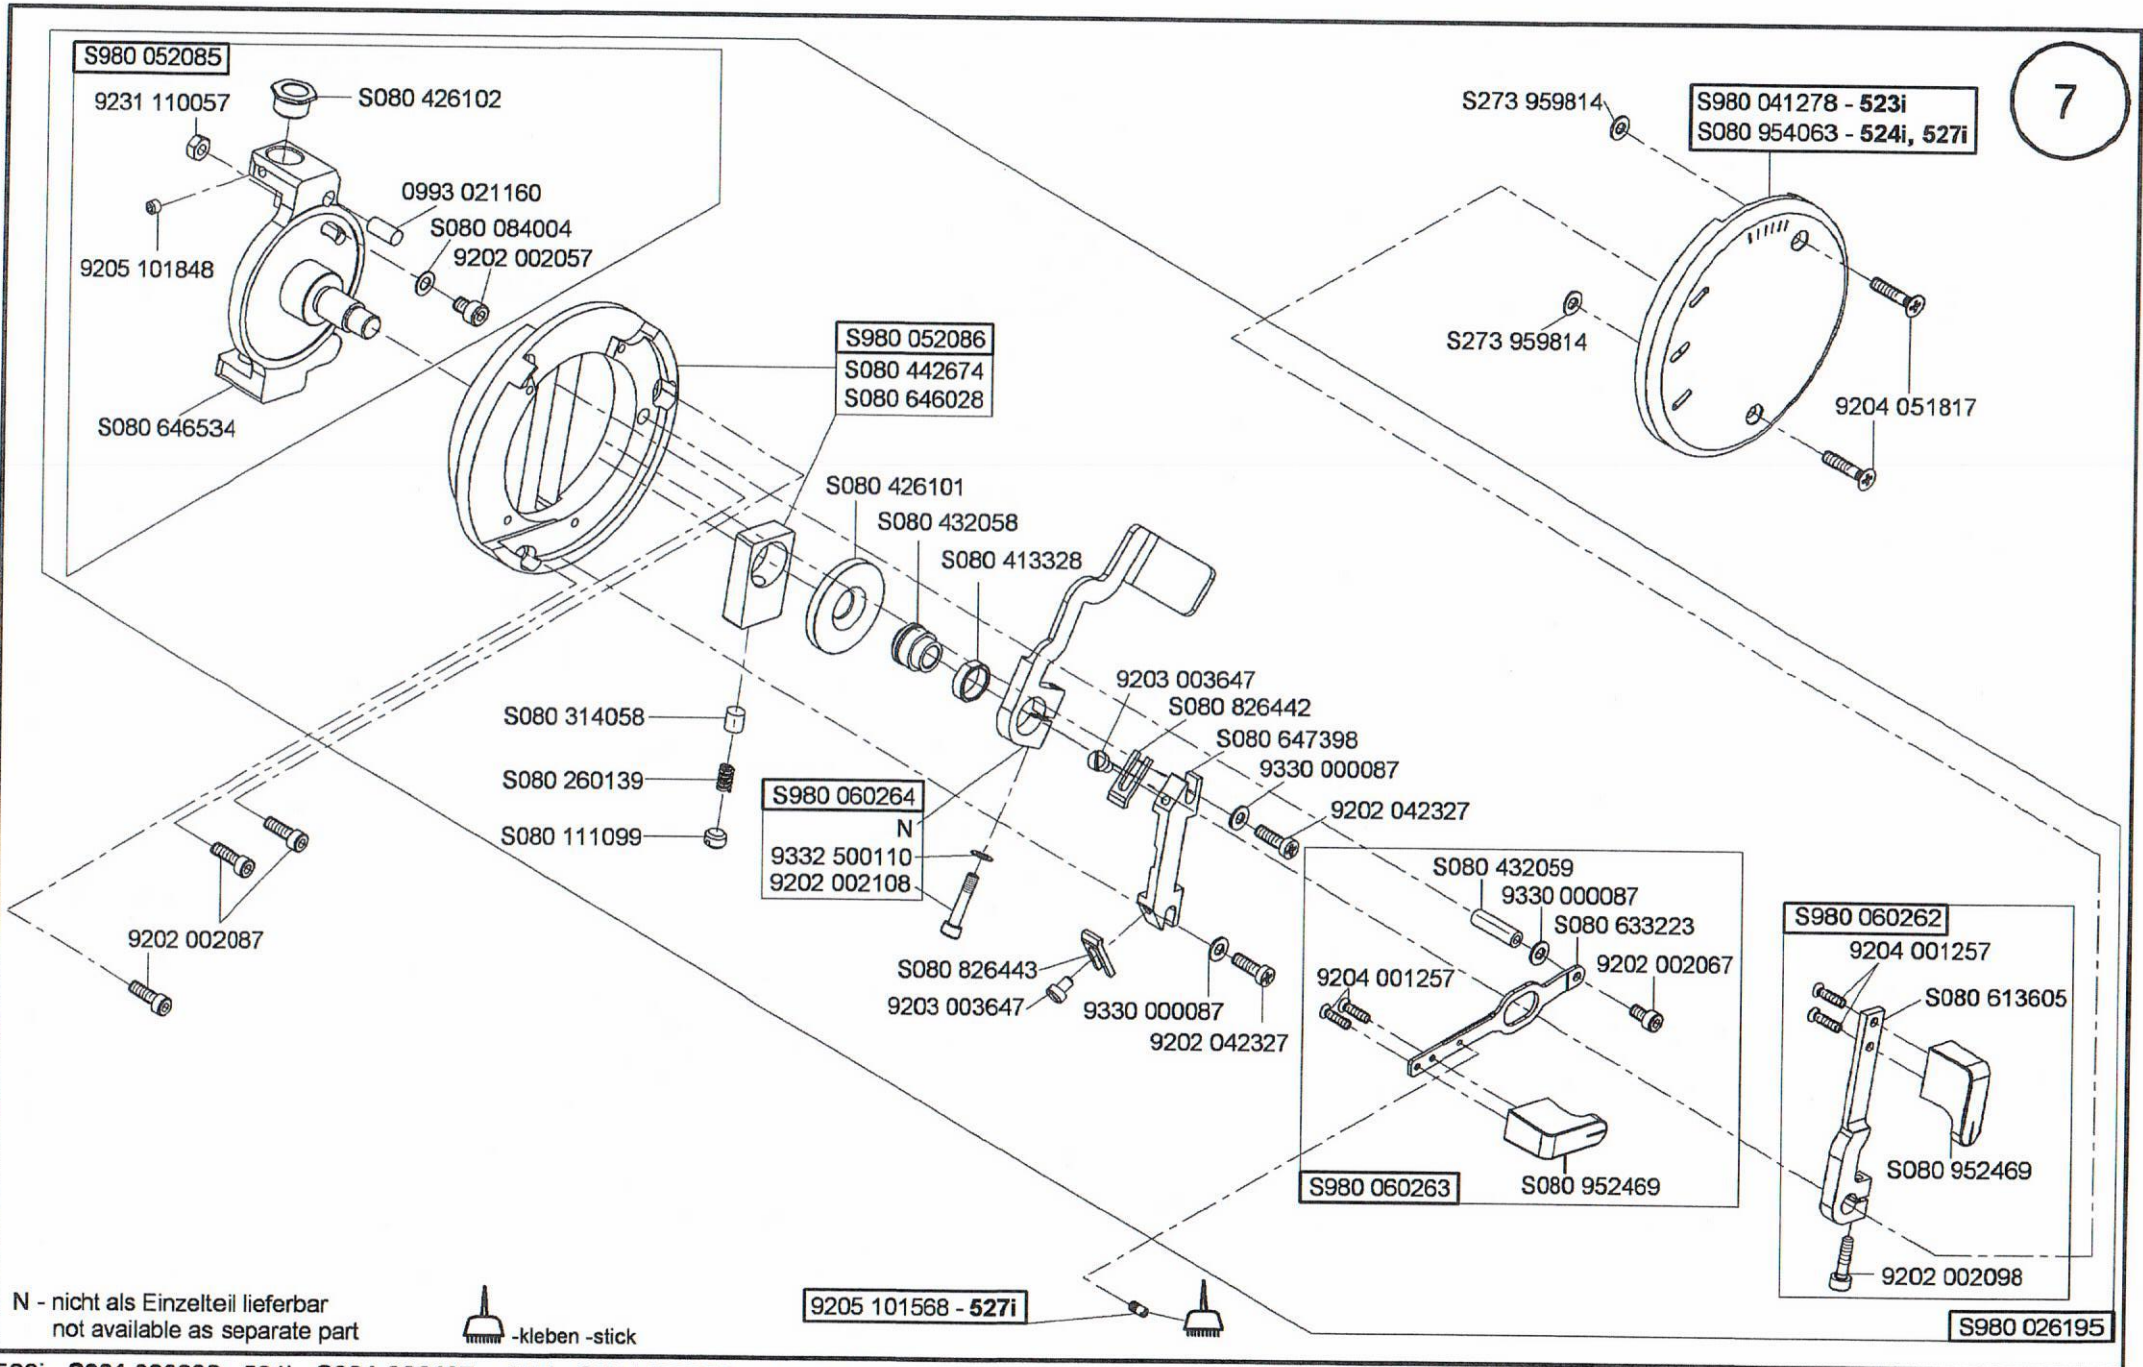 S980 052085
9231 110057
S080 426102
0993 021160
S080 084004
9202 002057
9205 101848
S080 646534
S980 052086
S080 442674
S080 646028
S273 959814
S980 041278 - 523i
S080 954063 - 524i, 527i
7
S273 959814
9204 051817
S080 426101
S080 432058
S080 413328
S080 314058
S080 260139
S080 111099
9203 003647
S080 826442
S080 647398
9330 000087
9202 042327
S980 060264
N
9332 500110
9202 002108
9202 002087
S080 826443
9203 003647
9330 000087
9202 042327
S080 432059
9330 000087
S080 633223
9202 002067
9204 001257
S980 060263
S080 952469
S980 060262
9204 001257
S080 613605
S080 952469
9202 002098
N - nicht als Einzelteil lieferbar
not available as separate part
-kleben -stick
9205 101568 - 527i
S980 026195